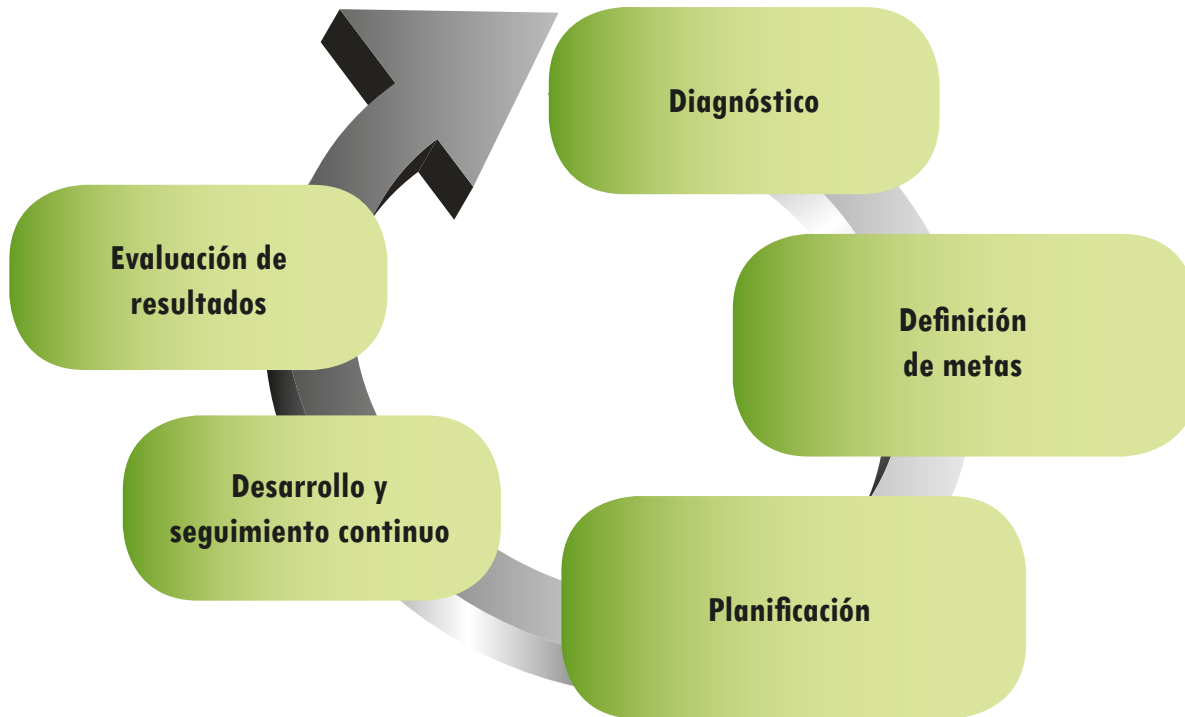 Diagnóstico
Definición
de metas
Planificación
Desarrollo y
seguimiento continuo
Evaluación de
resultados